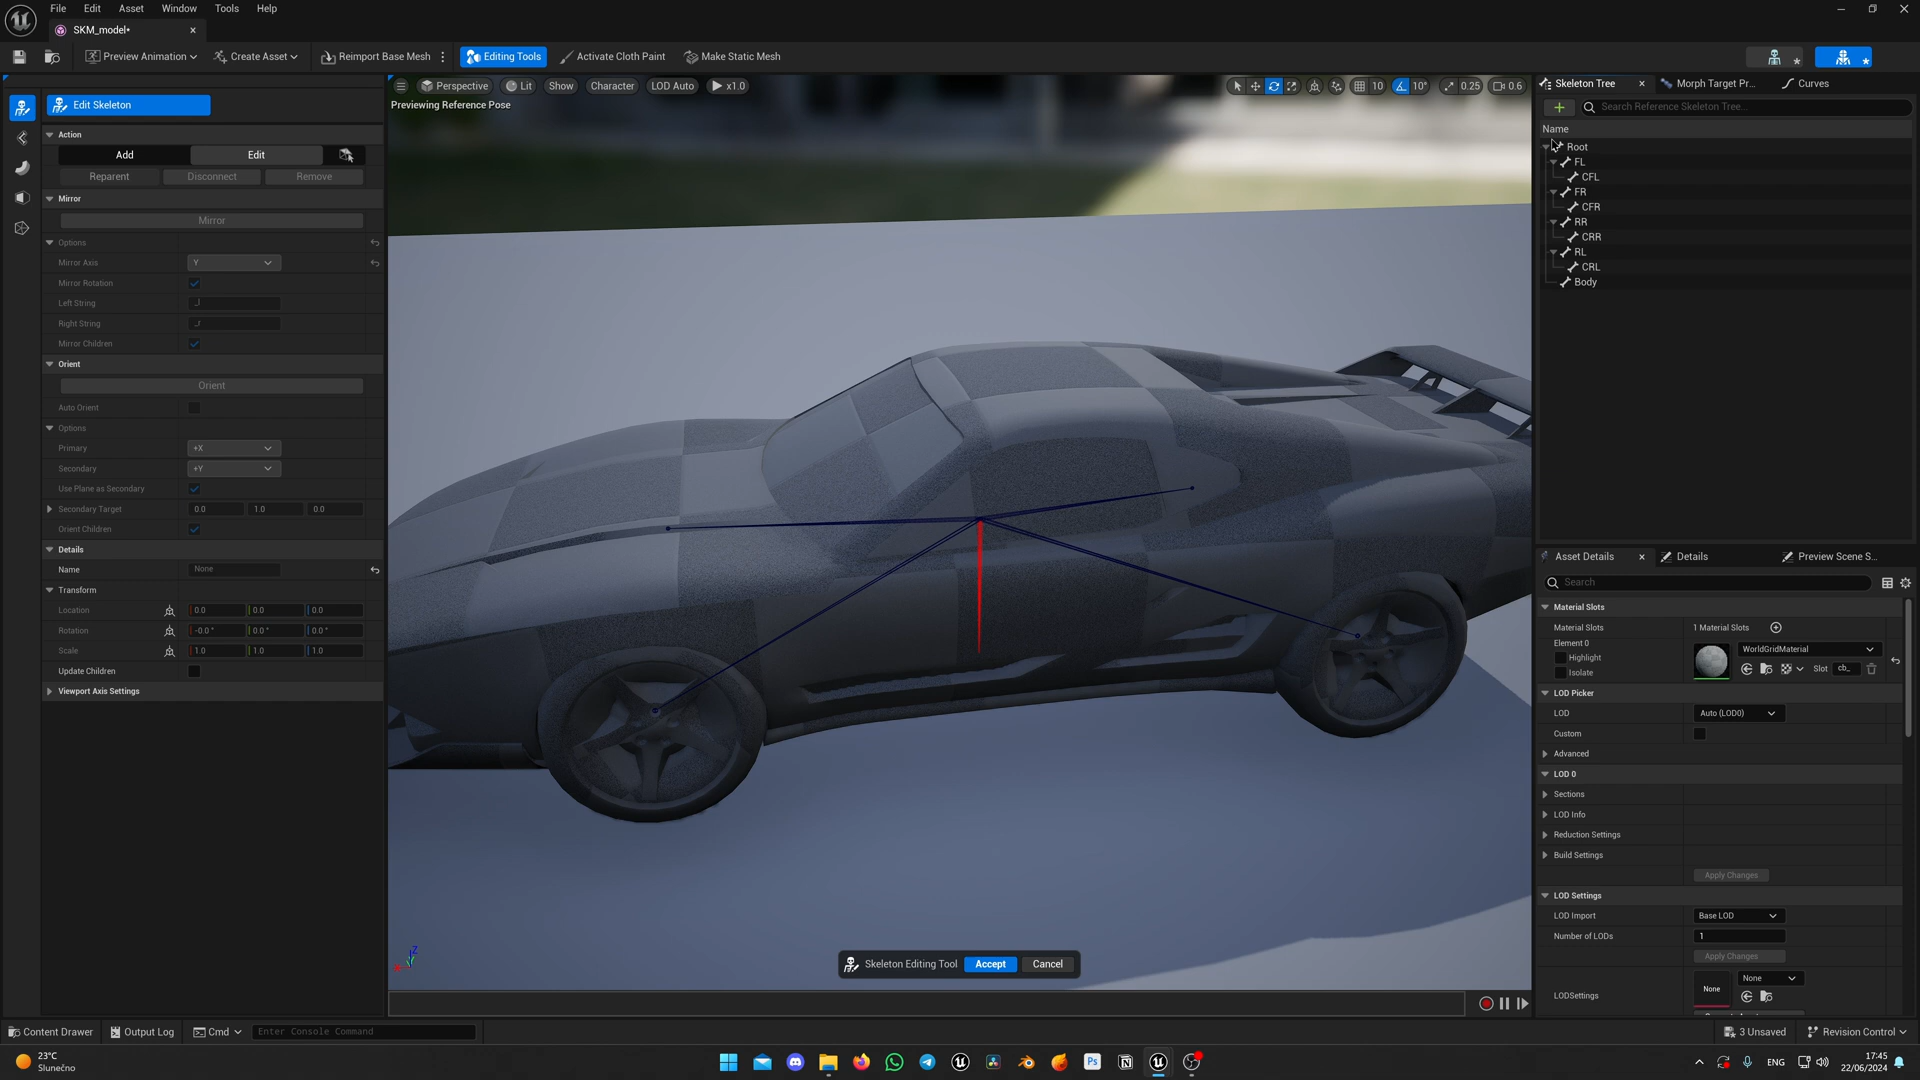 File Edit Asset Window Tools Help
SKM_model*
Preview Animation Create Asset Reimport Base Mesh Editing Tools Activate Cloth Paint Make Static Mesh
Edit Skeleton
Action
Add Edit
Reparent Disconnect Remove
Mirror
Mirror
Options
Mirror Axis Y
Mirror Rotation
Left String _l
Right String _r
Mirror Children
Orient
Orient
Auto Orient
Options
Primary +X
Secondary +Y
Use Plane as Secondary
Secondary Target 0.0 1.0 0.0
Orient Children
Details
Name None
Transform
Location 0.0 0.0 0.0
Rotation -0.0° 0.0° 0.0°
Scale 1.0 1.0 1.0
Update Children
Viewport Axis Settings
Perspective Lit Show Character LOD Auto x1.0
10 10° 0.25 0.6
Previewing Reference Pose
Z
Skeleton Editing Tool Accept Cancel
Skeleton Tree Morph Target Pr... Curves
Search Reference Skeleton Tree...
Name
Root
FL
CFL
FR
CFR
RR
CRR
RL
CRL
Body
Asset Details Details Preview Scene S...
Search
Material Slots
Material Slots 1 Material Slots
Element 0
Highlight
Isolate
WorldGridMaterial
Slot cb_
LOD Picker
LOD Auto (LOD0)
Custom
Advanced
LOD 0
Sections
LOD Info
Reduction Settings
Build Settings
Apply Changes
LOD Settings
LOD Import Base LOD
Number of LODs 1
Apply Changes
LODSettings None None
Content Drawer Output Log Cmd Enter Console Command
3 Unsaved Revision Control
23°C
Slunečno
Ps
ENG
17:45
22/06/2024